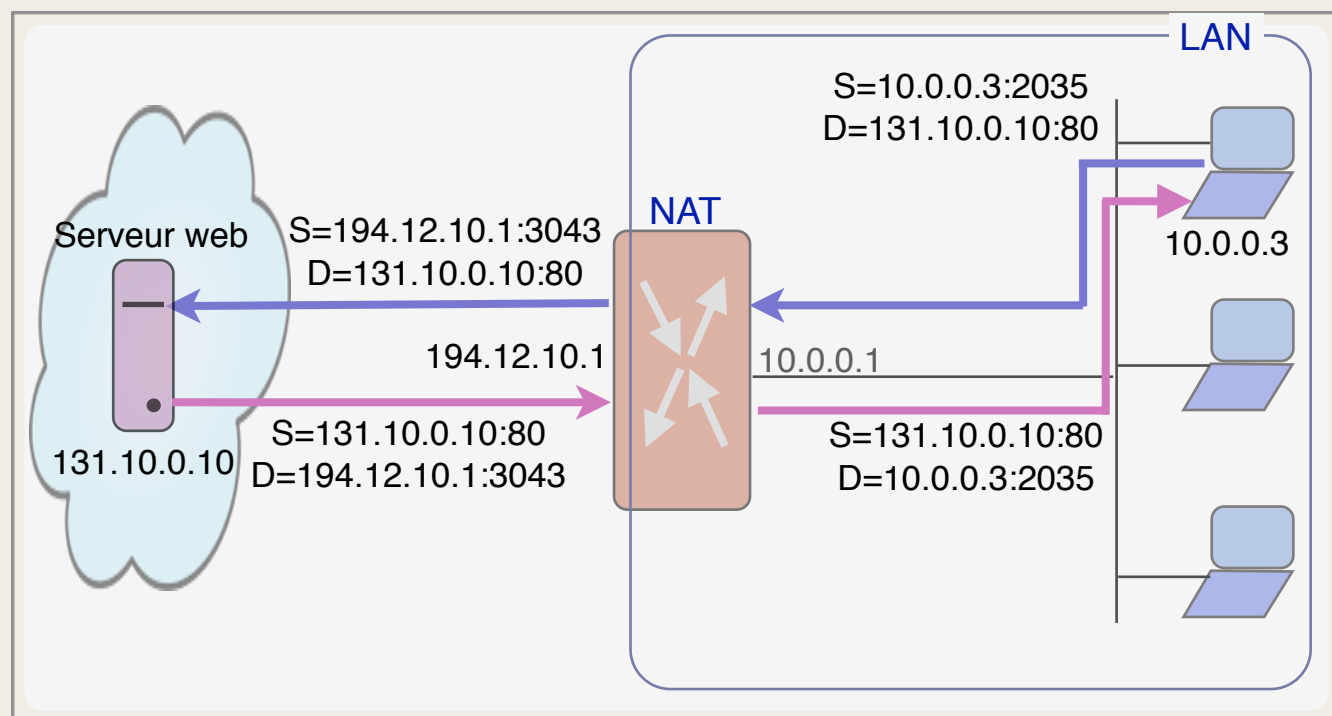 LAN
S=10.0.0.3:2035
D=131.10.0.10:80
NAT
Serveur web
S=194.12.10.1:3043
D=131.10.0.10:80
10.0.0.3
194.12.10.1
10.0.0.1
S=131.10.0.10:80
D=194.12.10.1:3043
131.10.0.10
S=131.10.0.10:80
D=10.0.0.3:2035